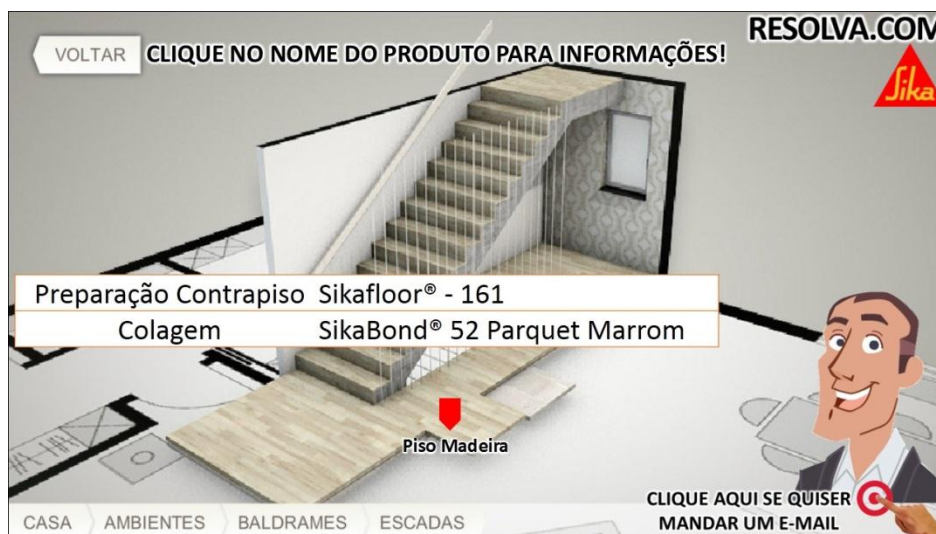 RESOLVA.COM
VOLTAR
CLIQUE NO NOME DO PRODUTO PARA INFORMAÇÕES!
Sika
Preparação Contrapiso Sikafloor® - 161
Colagem SikaBond® 52 Parquet Marrom
Piso Madeira
CLIQUE AQUI SE QUISER
MANDAR UM E-MAIL
CASA AMBIENTES BALDRAMES ESCADAS